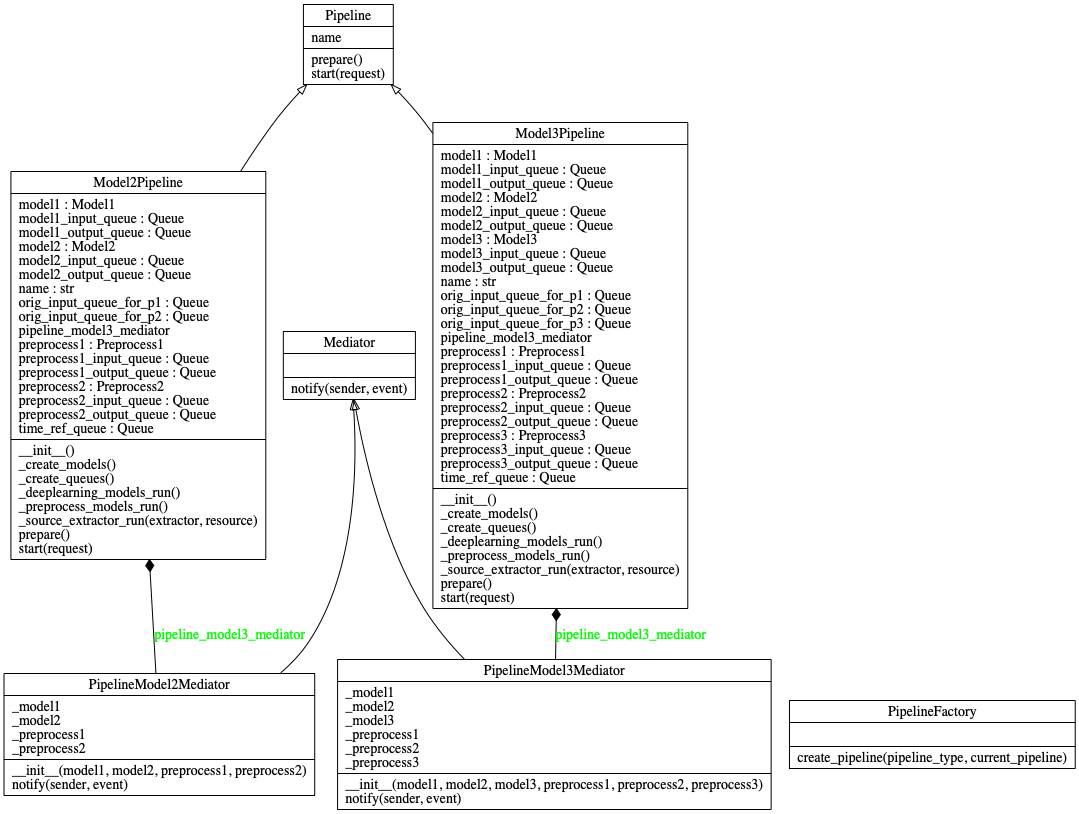 Pipeline
name
prepare()
start(request)
Model2Pipeline
model1 : Model1
model1_input_queue : Queue
model1_output_queue : Queue
model2 : Model2
model2_input_queue : Queue
model2_output_queue : Queue
name : str
orig_input_queue_for_p1 : Queue
orig_input_queue_for_p2 : Queue
pipeline_model3_mediator
preprocess1 : Preprocess1
preprocess1_input_queue : Queue
preprocess1_output_queue : Queue
preprocess2 : Preprocess2
preprocess2_input_queue : Queue
preprocess2_output_queue : Queue
time_ref_queue : Queue
__init__()
_create_models()
_create_queues()
_deeplearning_models_run()
_preprocess_models_run()
_source_extractor_run(extractor, resource)
prepare()
start(request)
Model3Pipeline
model1 : Model1
model1_input_queue : Queue
model1_output_queue : Queue
model2 : Model2
model2_input_queue : Queue
model2_output_queue : Queue
model3 : Model3
model3_input_queue : Queue
model3_output_queue : Queue
name : str
orig_input_queue_for_p1 : Queue
orig_input_queue_for_p2 : Queue
orig_input_queue_for_p3 : Queue
pipeline_model3_mediator
preprocess1 : Preprocess1
preprocess1_input_queue : Queue
preprocess1_output_queue : Queue
preprocess2 : Preprocess2
preprocess2_input_queue : Queue
preprocess2_output_queue : Queue
preprocess3 : Preprocess3
preprocess3_input_queue : Queue
preprocess3_output_queue : Queue
time_ref_queue : Queue
__init__()
_create_models()
_create_queues()
_deeplearning_models_run()
_preprocess_models_run()
_source_extractor_run(extractor, resource)
prepare()
start(request)
Mediator
notify(sender, event)
pipeline_model3_mediator
pipeline_model3_mediator
PipelineModel2Mediator
_model1
_model2
_preprocess1
_preprocess2
__init__(model1, model2, preprocess1, preprocess2)
notify(sender, event)
PipelineModel3Mediator
_model1
_model2
_model3
_preprocess1
_preprocess2
_preprocess3
__init__(model1, model2, model3, preprocess1, preprocess2, preprocess3)
notify(sender, event)
PipelineFactory
create_pipeline(pipeline_type, current_pipeline)